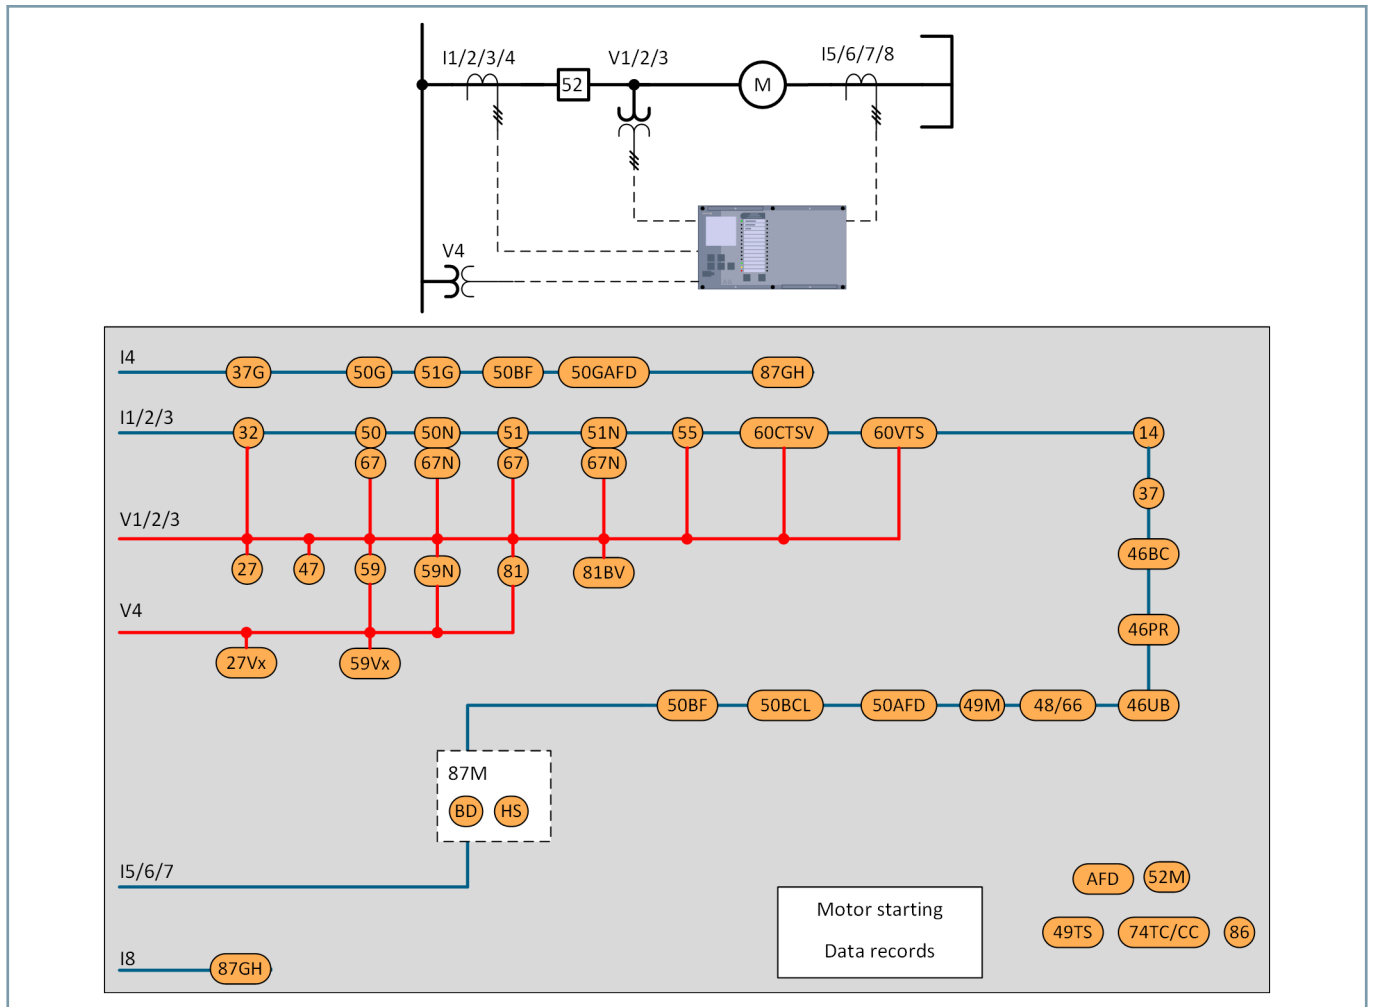 I1/2/3/4
V1/2/3
I5/6/7/8
52
M
V4
I4
37G
50G
51G
50BF
50GAFD
87GH
I1/2/3
32
50
50N
51
51N
55
60CTSV
60VTS
14
67
67N
67
67N
37
V1/2/3
27
47
59
59N
81
81BV
46BC
V4
46PR
27Vx
59Vx
50BF
50BCL
50AFD
49M
48/66
46UB
87M
BD
HS
I5/6/7
AFD
52M
Motor starting
Data records
49TS
74TC/CC
86
I8
87GH